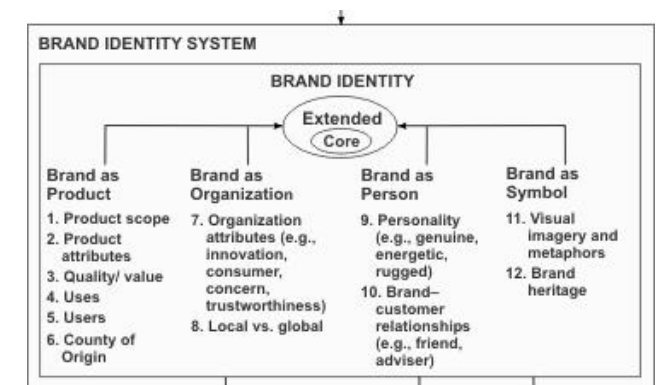 BRAND IDENTITY SYSTEM
BRAND IDENTITY
Extended
Core
Brand as
Product
1. Product scope
2. Product
attributes
3. Quality/ value
4. Uses
5. Users
6. County of
Origin
Brand as
Organization
7. Organization
attributes (e.g.,
innovation,
consumer,
concern,
trustworthiness)
8. Local vs. global
Brand as
Person
9. Personality
(e.g., genuine,
energetic,
rugged)
10. Brand–
customer
relationships
(e.g., friend,
adviser)
Brand as
Symbol
11. Visual
imagery and
metaphors
12. Brand
heritage